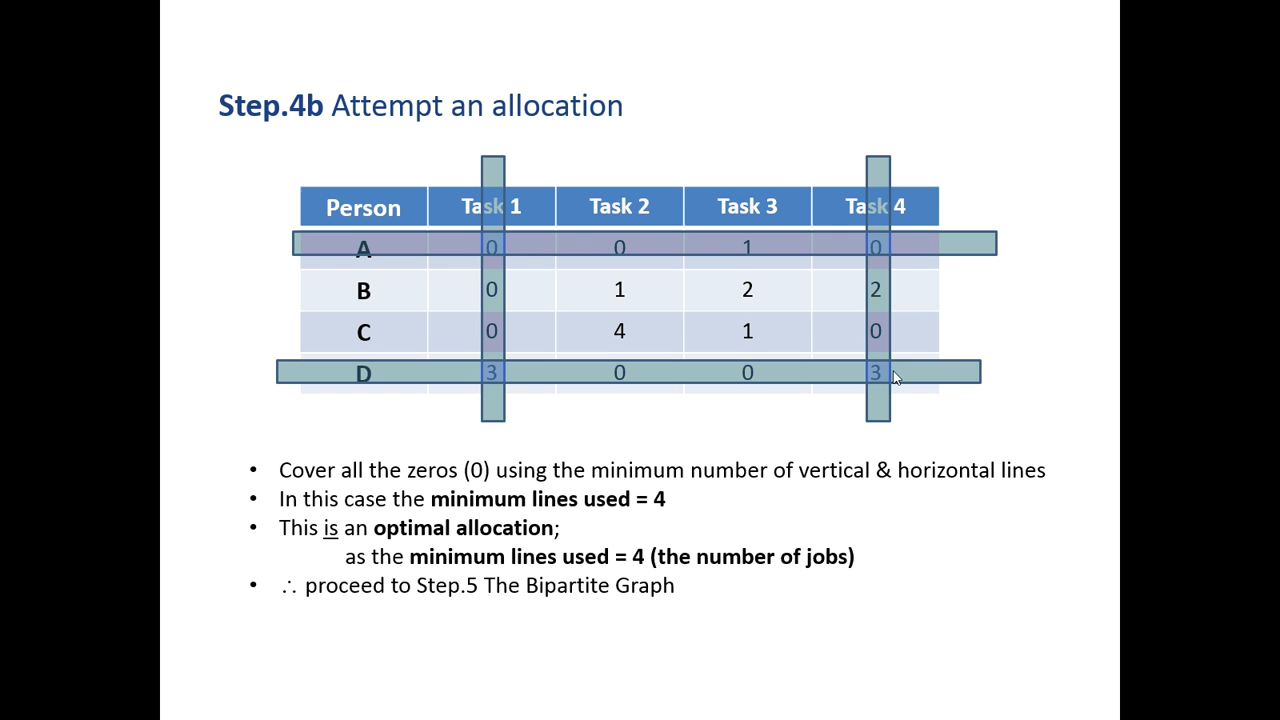 Step.4b Attempt an allocation
Person Task 1 Task 2 Task 3 Task 4
A 0 0 1 0
B 0 1 2 2
C 0 4 1 0
D 3 0 0 3
• Cover all the zeros (0) using the minimum number of vertical & horizontal lines
• In this case the minimum lines used = 4
• This is an optimal allocation;
as the minimum lines used = 4 (the number of jobs)
• ∴ proceed to Step.5 The Bipartite Graph